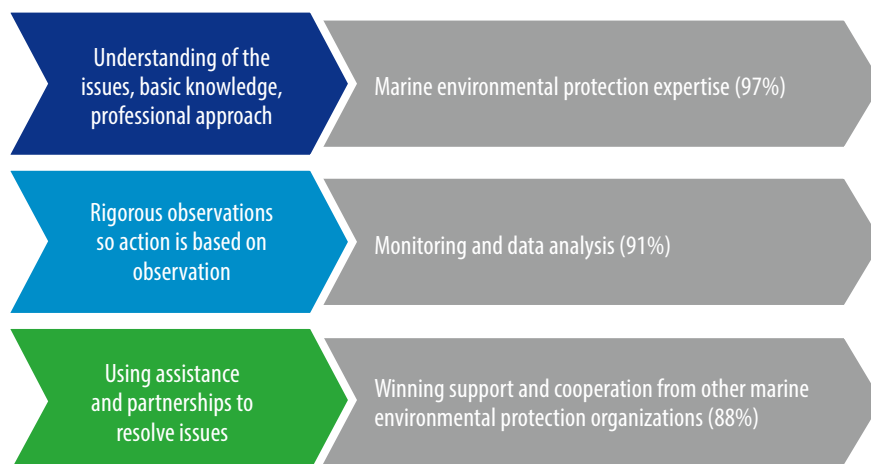 Understanding of the
issues, basic knowledge,
professional approach
Marine environmental protection expertise (97%)
Rigorous observations
so action is based on
observation
Monitoring and data analysis (91%)
Using assistance
and partnerships to
resolve issues
Winning support and cooperation from other marine
environmental protection organizations (88%)